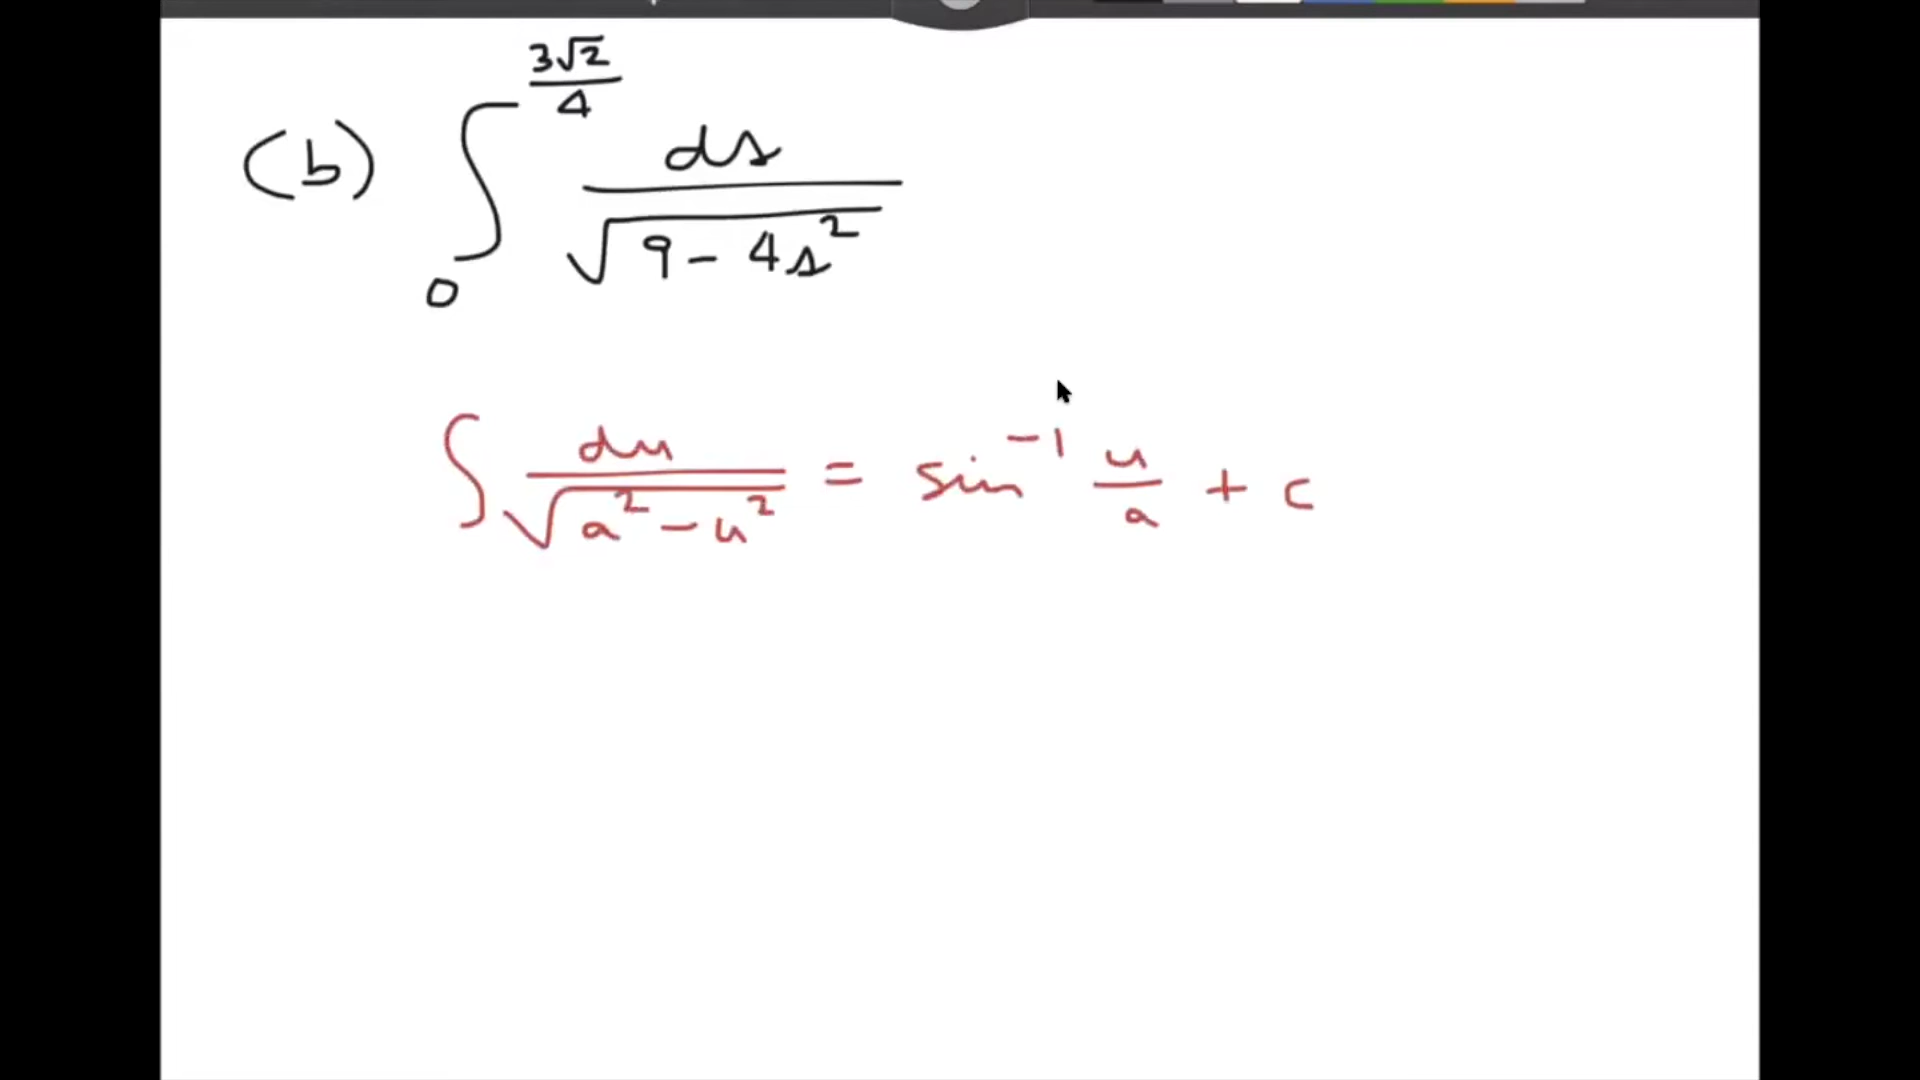 (b) ∫₀^{3√2/4} ds/√(9 - 4s²)
∫ du/√(a² - u²) = sin⁻¹ u/a + c